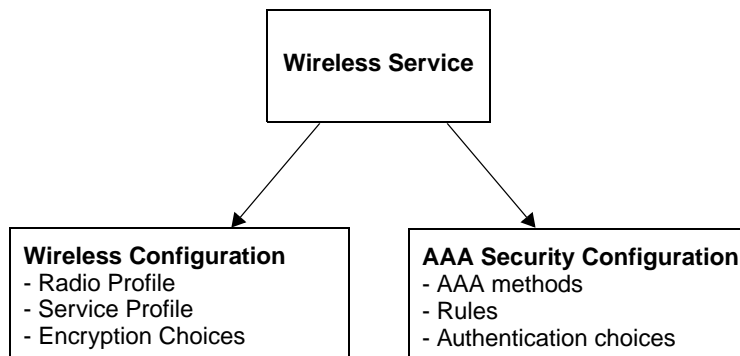 Wireless Service
Wireless Configuration
- Radio Profile
- Service Profile
- Encryption Choices
AAA Security Configuration
- AAA methods
- Rules
- Authentication choices